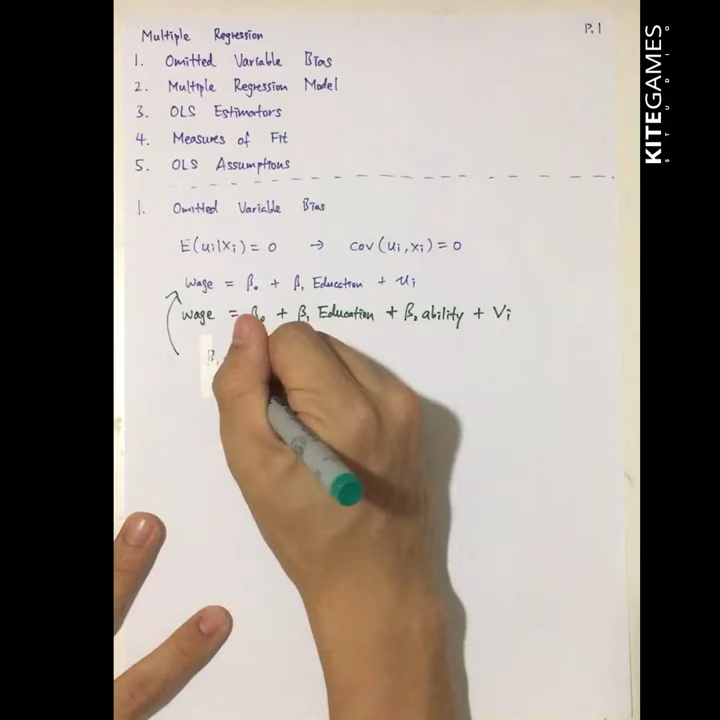 P.1
Multiple Regression
1. Omitted Variable Bias
2. Multiple Regression Model
3. OLS Estimators
4. Measures of Fit
5. OLS Assumptions
1. Omitted Variable Bias
E(ui|xi) = 0 → cov(ui, xi) = 0
Wage = β₀ + β₁ Education + ui
Wage = β₀ + β₁ Education + β₂ ability + Vi
β₁
KITEGAMES
STUDIO